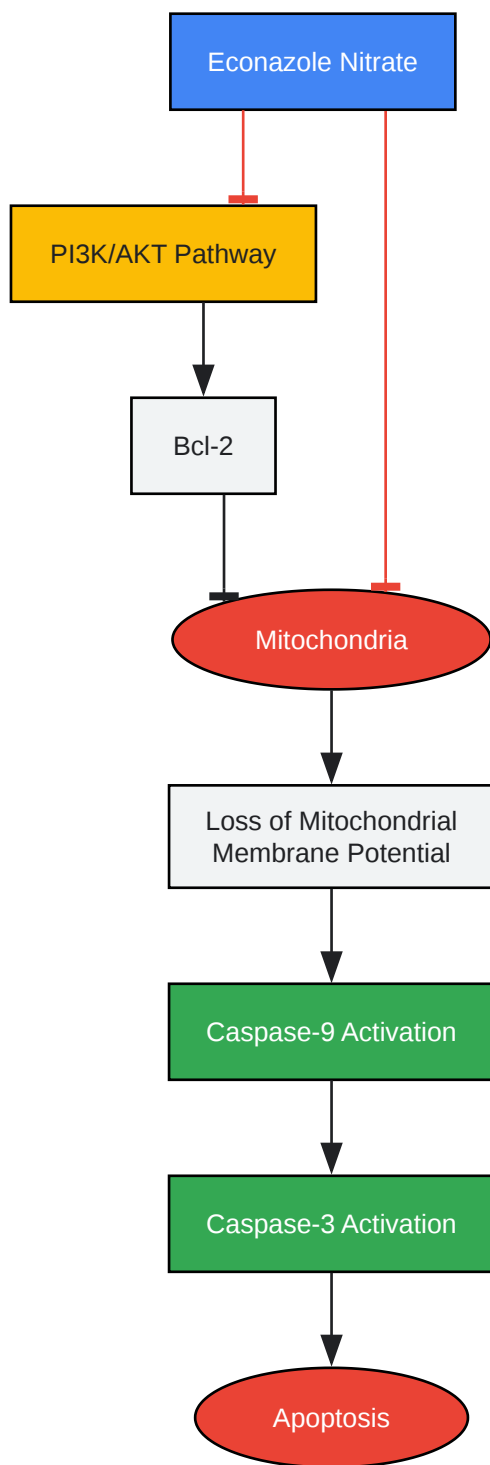 Econazole Nitrate
PI3K/AKT Pathway
Bcl-2
Mitochondria
Loss of Mitochondrial
Membrane Potential
Caspase-9 Activation
Caspase-3 Activation
Apoptosis